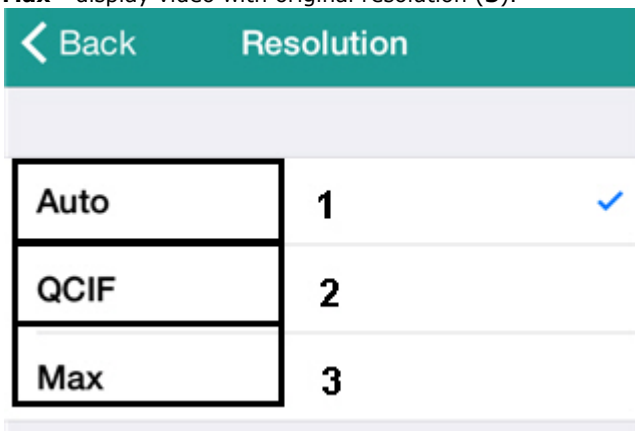 Max - display video with original resolution (3).
Back Resolution
Auto 1
QCIF 2
Max 3